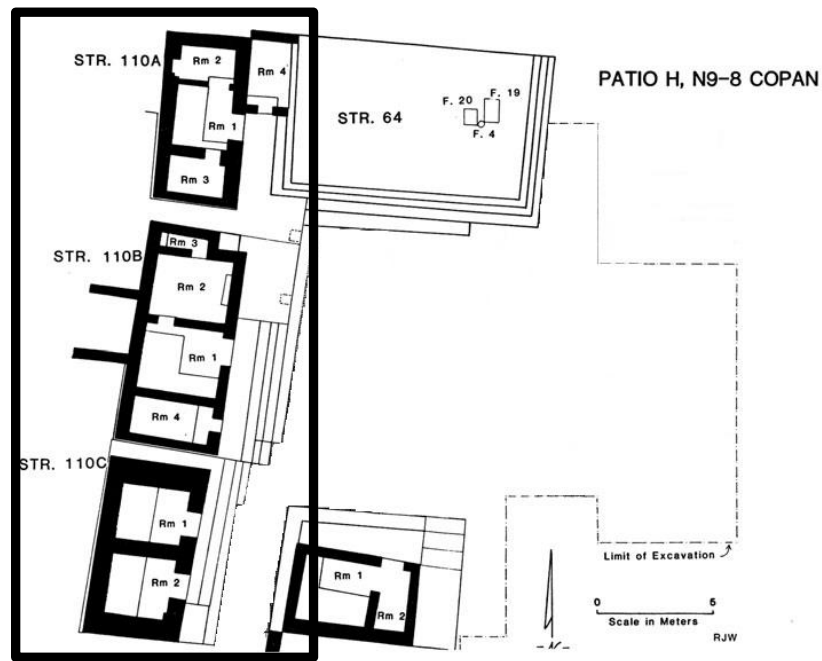 PATIO H, N9-8 COPAN
STR. 110A
Rm 2
Rm 4
Rm 1
Rm 3
STR. 64
F. 20
F. 19
F. 4
STR. 110B
Rm 3
Rm 2
Rm 1
Rm 4
STR. 110C
Rm 1
Rm 2
Rm 1
Rm 2
Limit of Excavation
0 5
Scale in Meters
RJW
N